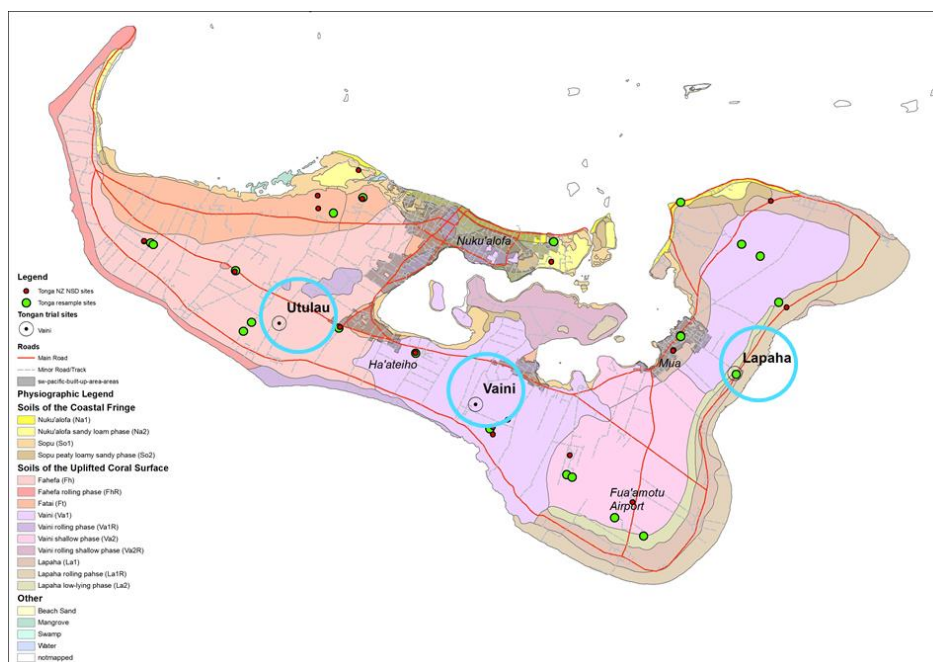 Nuku'alofa
Utulau
Ha'ateiho
Vaini
Mua
Lapaha
Fua'amotu
Airport
Legend
Tonga NZ NSD sites
Tonga resample sites
Tongan trial sites
Vaini
Roads
Main Road
Minor Road/Track
sw-pacific-built-up-area-areas
Physiographic Legend
Soils of the Coastal Fringe
Nuku'alofa (Na1)
Nuku'alofa sandy loam phase (Na2)
Sopu (So1)
Sopu peaty loamy sandy phase (So2)
Soils of the Uplifted Coral Surface
Fahefa (Fh)
Fahefa rolling phase (FhR)
Fatai (Ft)
Vaini (Va1)
Vaini rolling phase (Va1R)
Vaini shallow phase (Va2)
Vaini rolling shallow phase (Va2R)
Lapaha (La1)
Lapaha rolling pahse (La1R)
Lapaha low-lying phase (La2)
Other
Beach Sand
Mangrove
Swamp
Water
notmapped